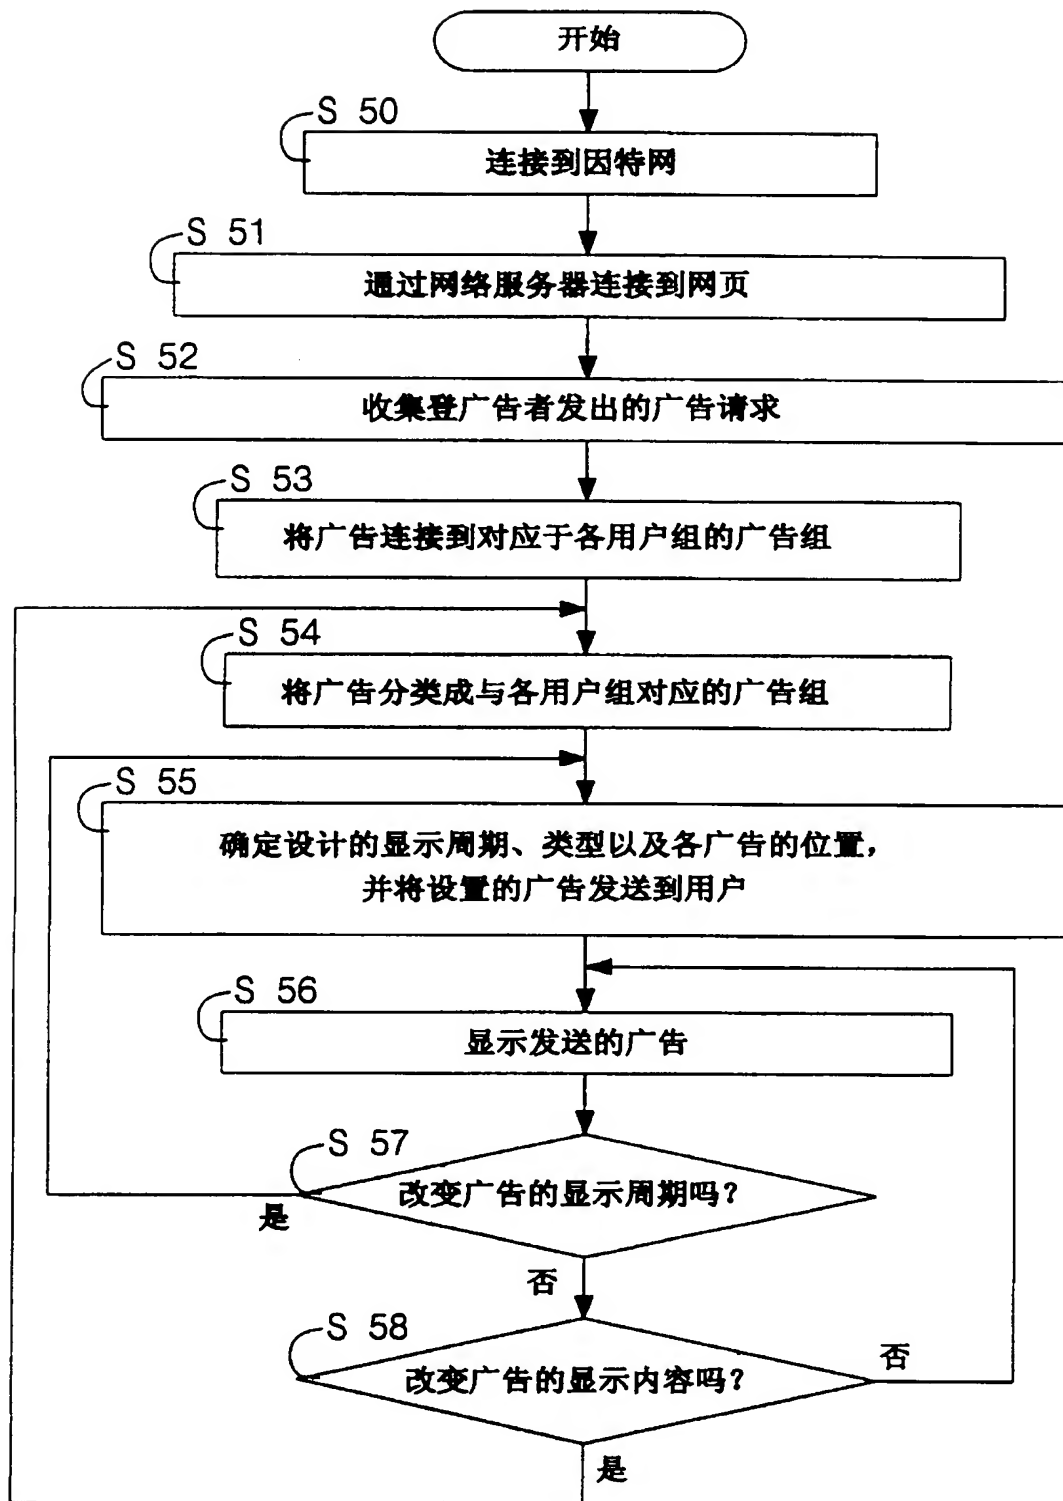 开始
S 50
连接到因特网
S 51
通过网络服务器连接到网页
S 52
收集登广告者发出的广告请求
S 53
将广告连接到对应于各用户组的广告组
S 54
将广告分类成与各用户组对应的广告组
S 55
确定设计的显示周期、类型以及各广告的位置，
并将设置的广告发送到用户
S 56
显示发送的广告
S 57
改变广告的显示周期吗？
是
否
S 58
改变广告的显示内容吗？
否
是